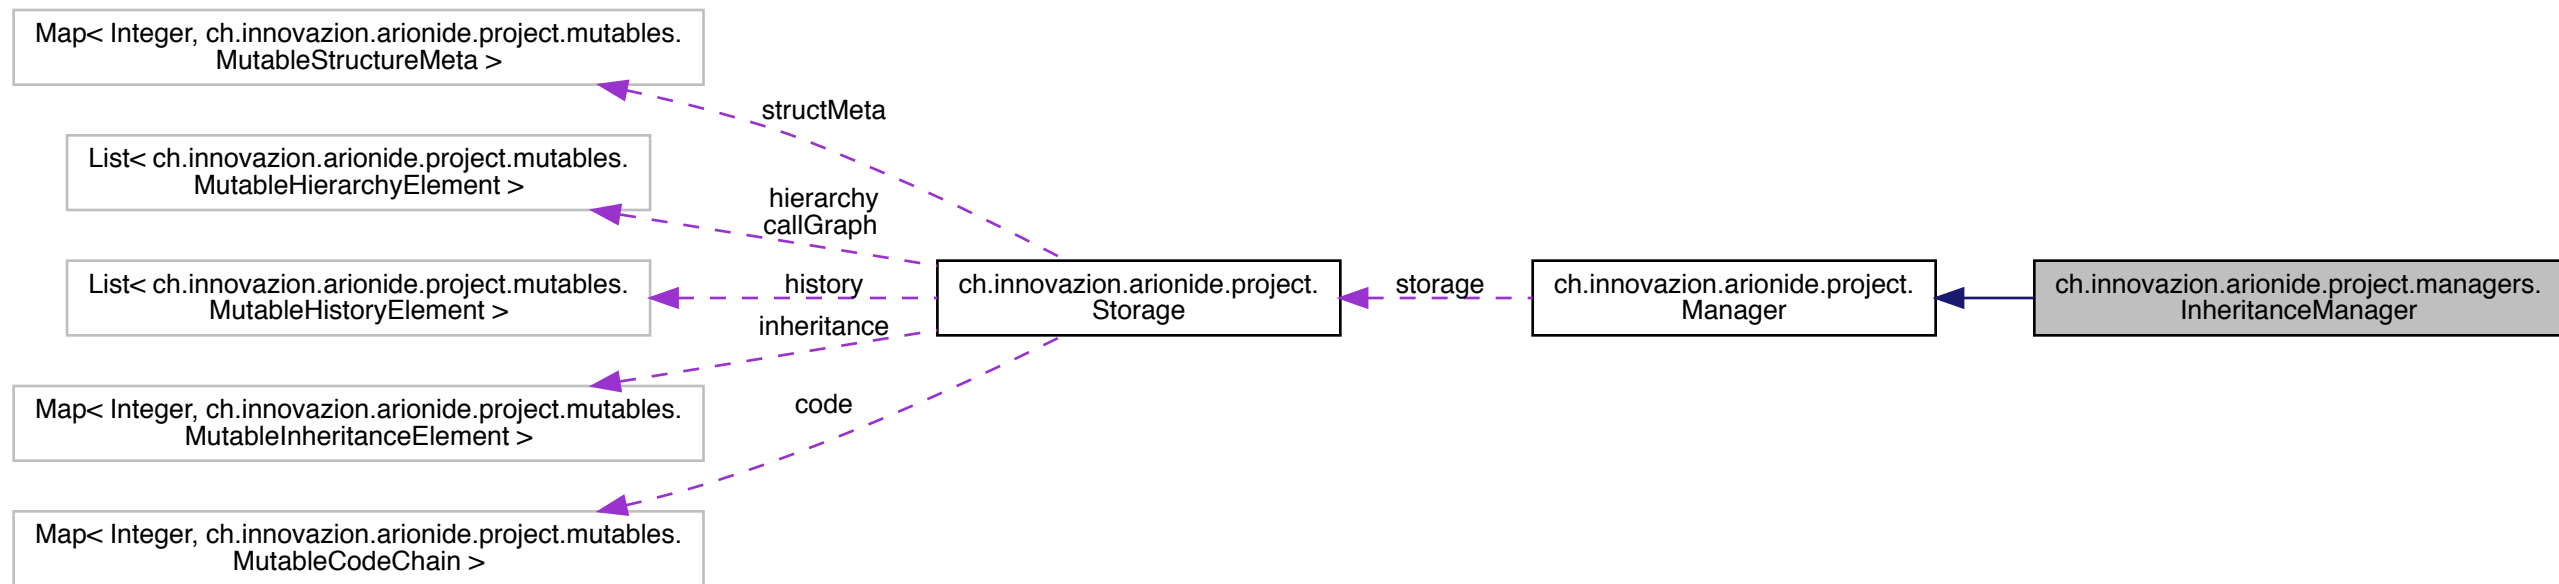 Map< Integer, ch.innovazion.arionide.project.mutables.
MutableStructureMeta >
structMeta
List< ch.innovazion.arionide.project.mutables.
MutableHierarchyElement >
hierarchy
callGraph
List< ch.innovazion.arionide.project.mutables.
MutableHistoryElement >
history
inheritance
Map< Integer, ch.innovazion.arionide.project.mutables.
MutableInheritanceElement >
code
Map< Integer, ch.innovazion.arionide.project.mutables.
MutableCodeChain >
ch.innovazion.arionide.project.
Storage
storage
ch.innovazion.arionide.project.
Manager
ch.innovazion.arionide.project.managers.
InheritanceManager